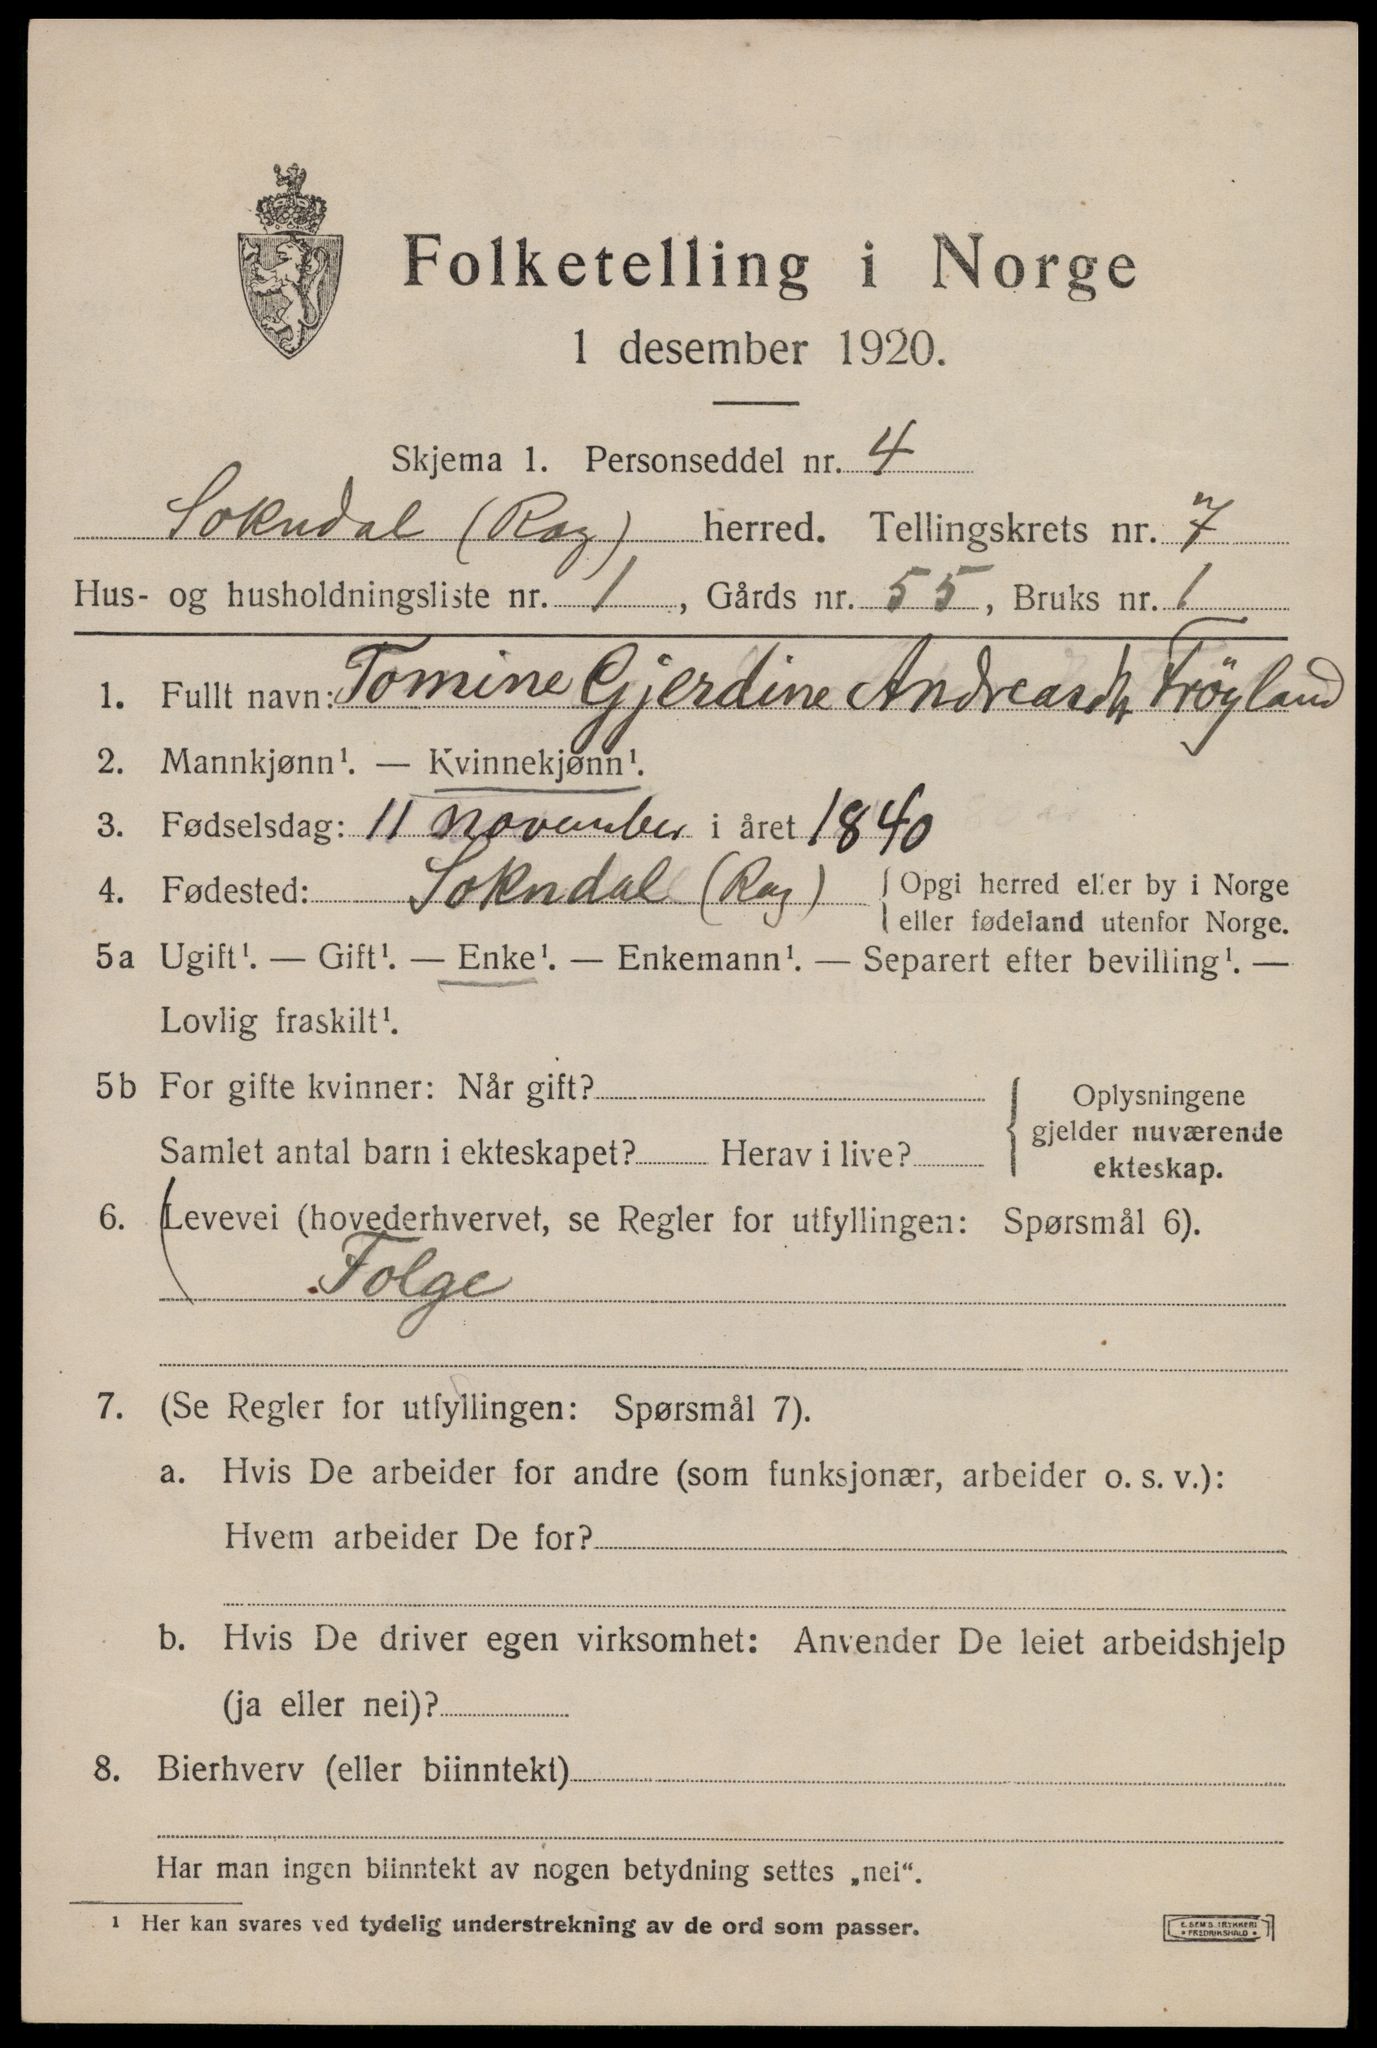 Folketelling i Norge
1 desember 1920.
Skjema 1. Personseddel nr. 4
Sokndal (Rog) herred. Tellingskrets nr. 7
Hus- og husholdningsliste nr. 1, Gårds nr. 55, Bruks nr. 1
1. Fullt navn: Tomine Gjerdine Andreasdtr Fröyland
2. Mannkjønn¹. — Kvinnekjønn¹.
3. Fødselsdag: 11 november i året 1840
4. Fødested: Sokndal (Rog) { Opgi herred eller by i Norge
eller fødeland utenfor Norge.
5a Ugift¹. — Gift¹. — Enke¹. — Enkemann¹. — Separert efter bevilling¹. —
Lovlig fraskilt¹.
5b For gifte kvinner: Når gift?
Samlet antal barn i ekteskapet? Herav i live?
{ Oplysningene
gjelder nuværende
ekteskap.
6. Levevei (hovederhvervet, se Regler for utfyllingen: Spørsmål 6).
Folge
7. (Se Regler for utfyllingen: Spørsmål 7).
a. Hvis De arbeider for andre (som funksjonær, arbeider o. s. v.):
Hvem arbeider De for?
b. Hvis De driver egen virksomhet: Anvender De leiet arbeidshjelp
(ja eller nei)?
8. Bierhverv (eller biinntekt)
Har man ingen biinntekt av nogen betydning settes „nei“.
¹ Her kan svares ved tydelig understrekning av de ord som passer.
E. SEMS TRYKKERI
* FREDRIKSHALD *